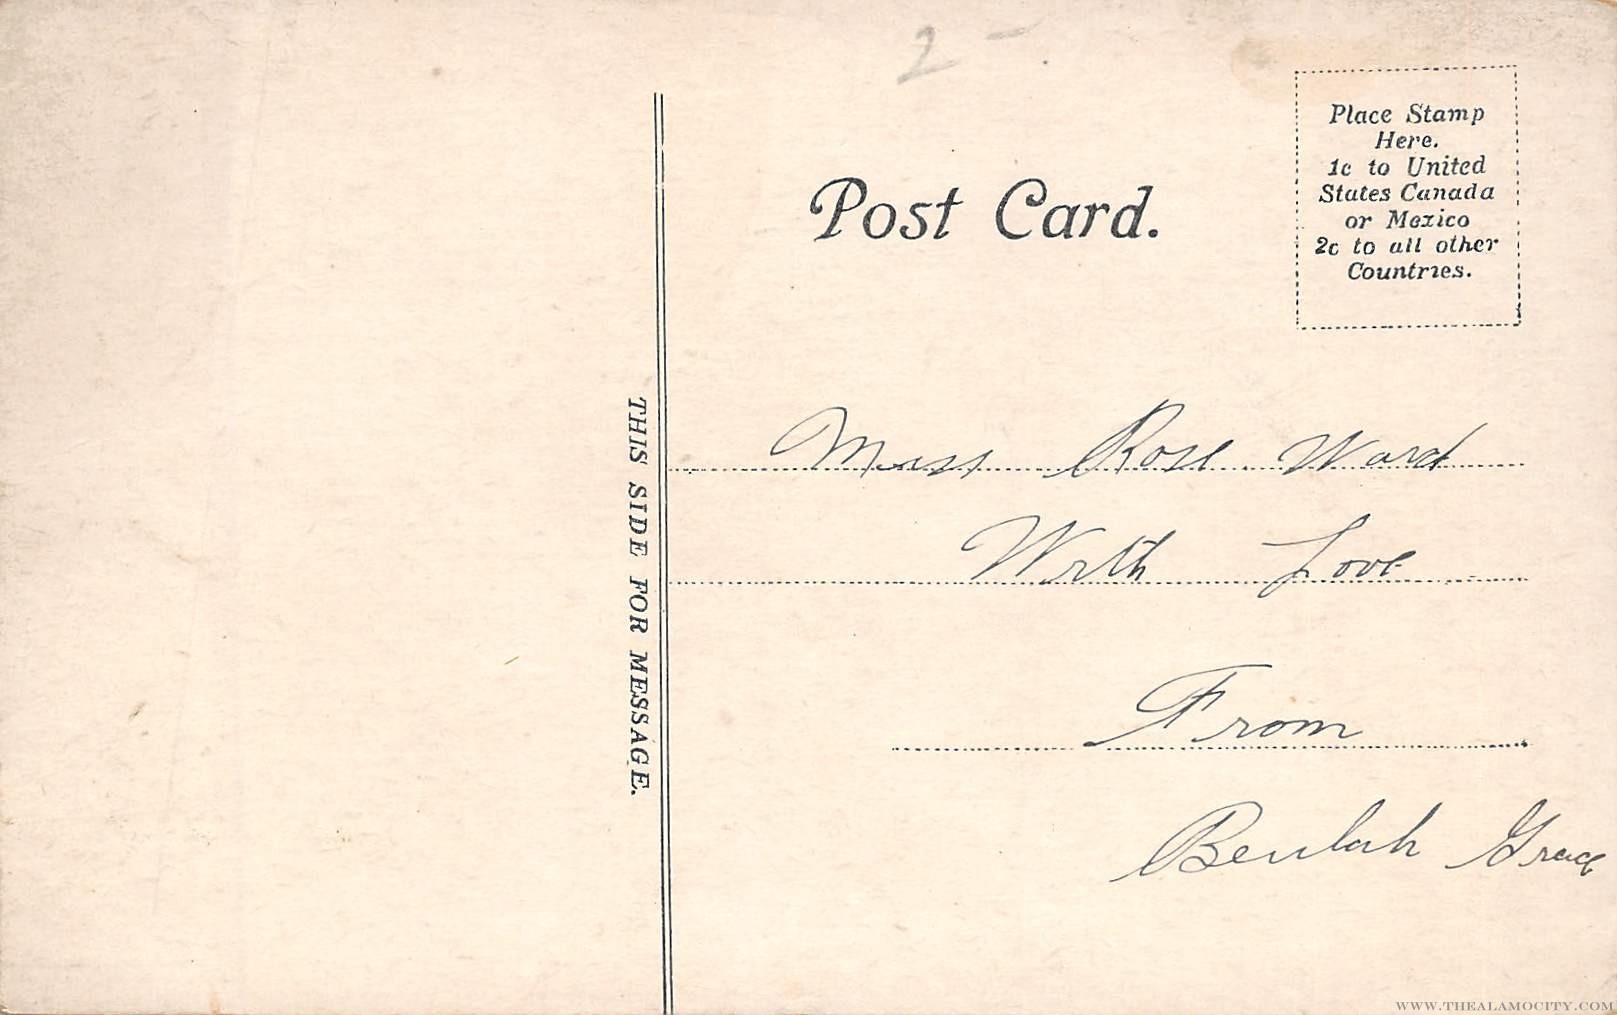 2 -
Post Card.
Place Stamp
Here.
1c to United
States Canada
or Mexico
2c to all other
Countries.
THIS SIDE FOR MESSAGE.
Miss Rose Ward
With Love
From
Beulah Grace
WWW.THEALAMOCITY.COM